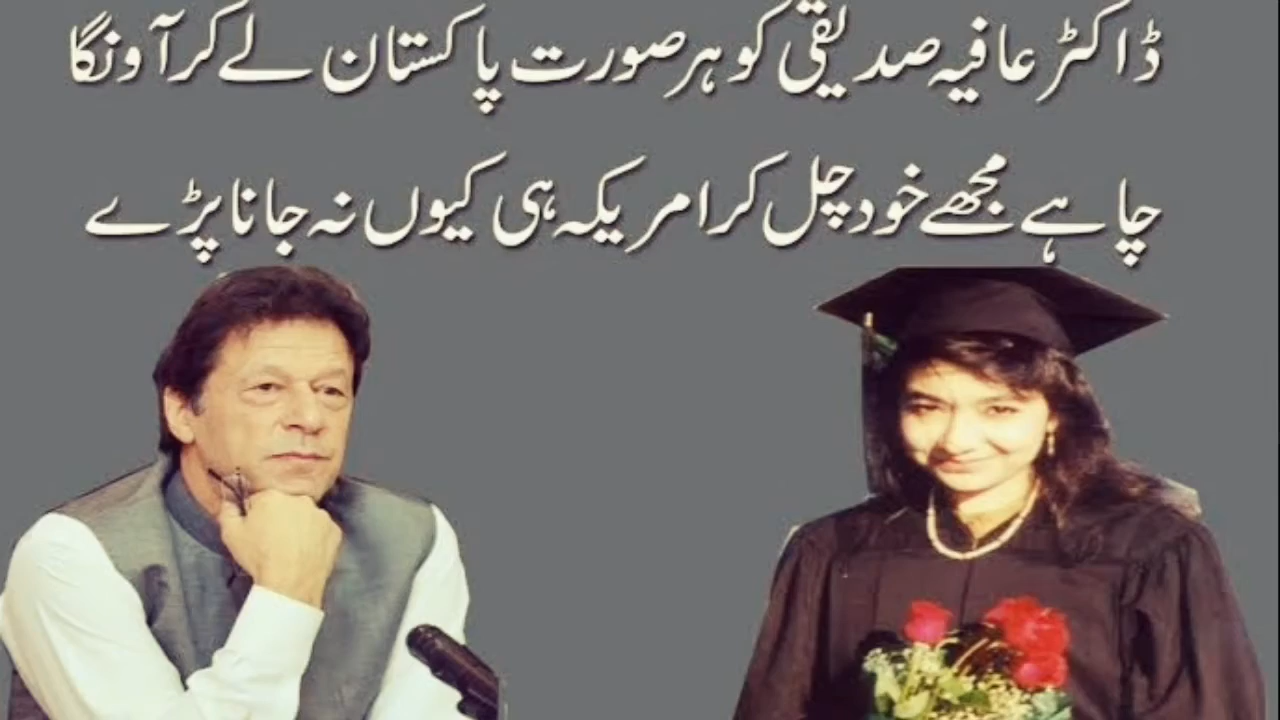 ڈاکٹر عافیہ صدیقی کو ہر صورت پاکستان لے کر آونگا
چاہے مجھے خود چل کر امریکہ ہی کیوں نہ جانا پڑے